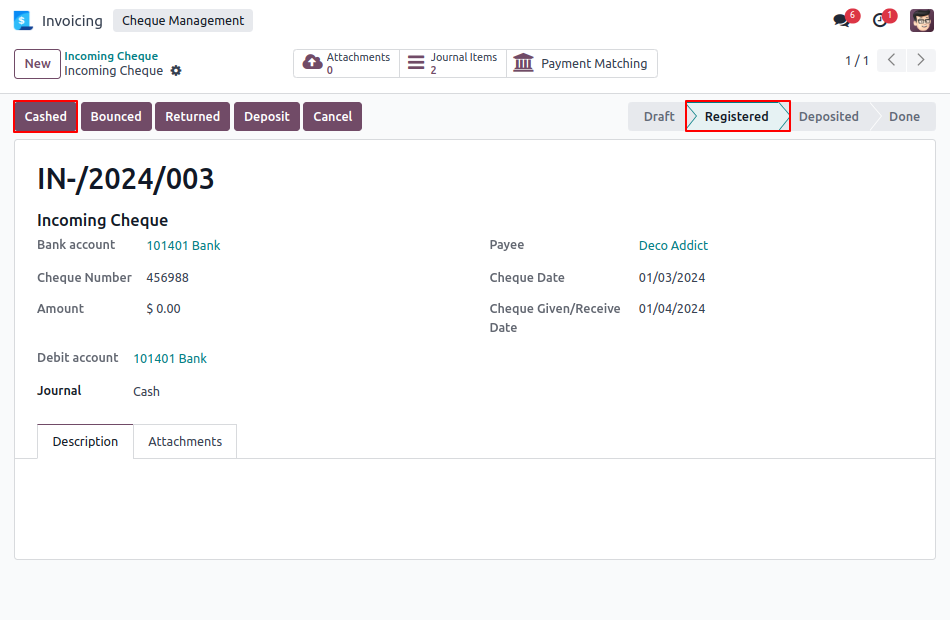 Invoicing Cheque Management 6 1
New Incoming Cheque Attachments Journal Items Payment Matching 1 / 1
Incoming Cheque 0 2
Cashed Bounced Returned Deposit Cancel Draft Registered Deposited Done
IN-/2024/003
Incoming Cheque
Bank account 101401 Bank Payee Deco Addict
Cheque Number 456988 Cheque Date 01/03/2024
Amount $ 0.00 Cheque Given/Receive 01/04/2024
Date
Debit account 101401 Bank
Journal Cash
Description Attachments